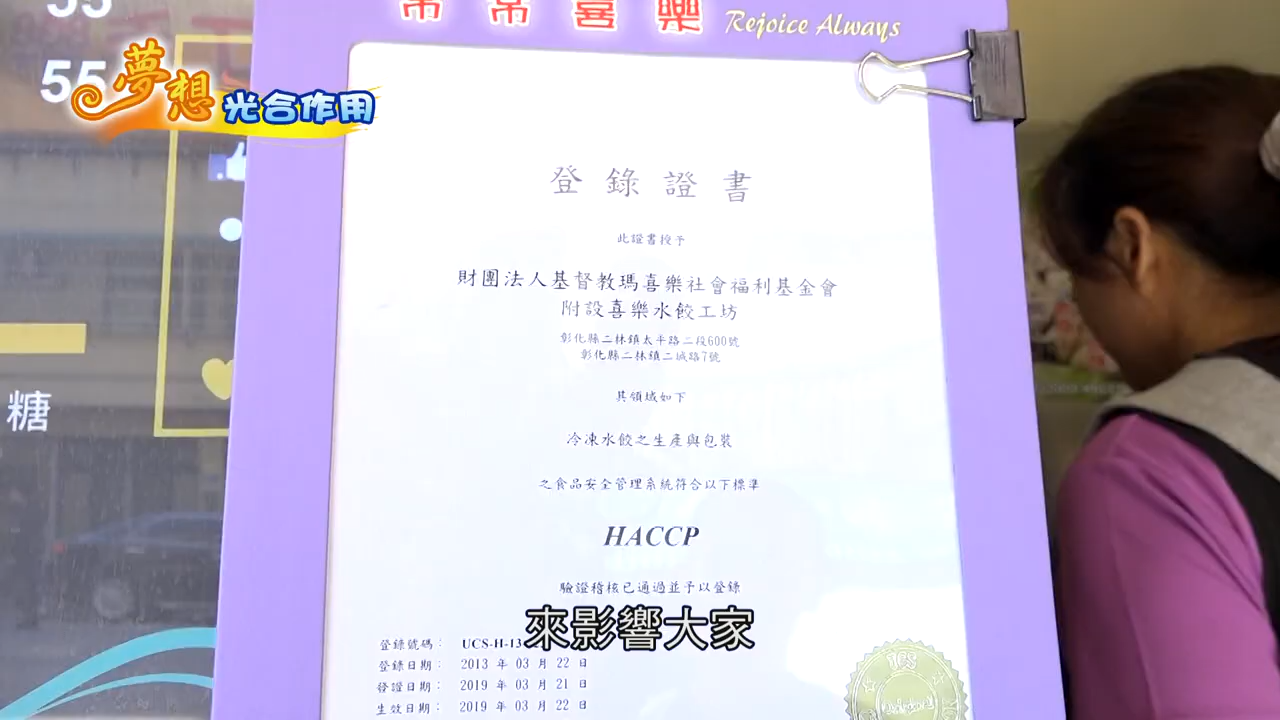 常常喜樂 Rejoice Always
55
55
夢想光合作用
糖
登錄證書
此證書授予
財團法人基督教瑪喜樂社會福利基金會
附設喜樂水餃工坊
彰化縣二林鎮太平路二段600號
彰化縣二林鎮二城路7號
其領域如下
冷凍水餃之生產與包裝
之食品安全管理系統符合以下標準
HACCP
驗證稽核已通過並予以登錄
來影響大家
登錄號碼: UCS-H-13
登錄日期: 2013 年 03 月 22 日
發證日期: 2019 年 03 月 21 日
生效日期: 2019 年 03 月 22 日
UCS